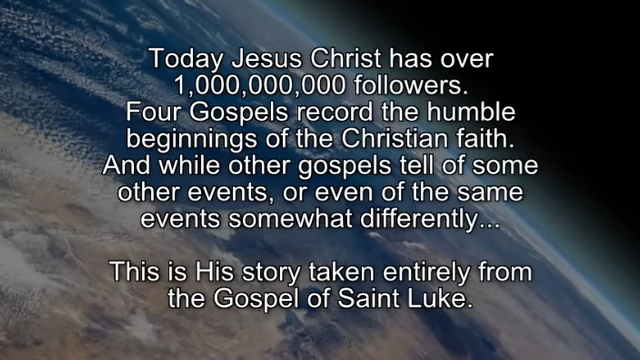 Today Jesus Christ has over
1,000,000,000 followers.
Four Gospels record the humble
beginnings of the Christian faith.
And while other gospels tell of some
other events, or even of the same
events somewhat differently...
This is His story taken entirely from
the Gospel of Saint Luke.